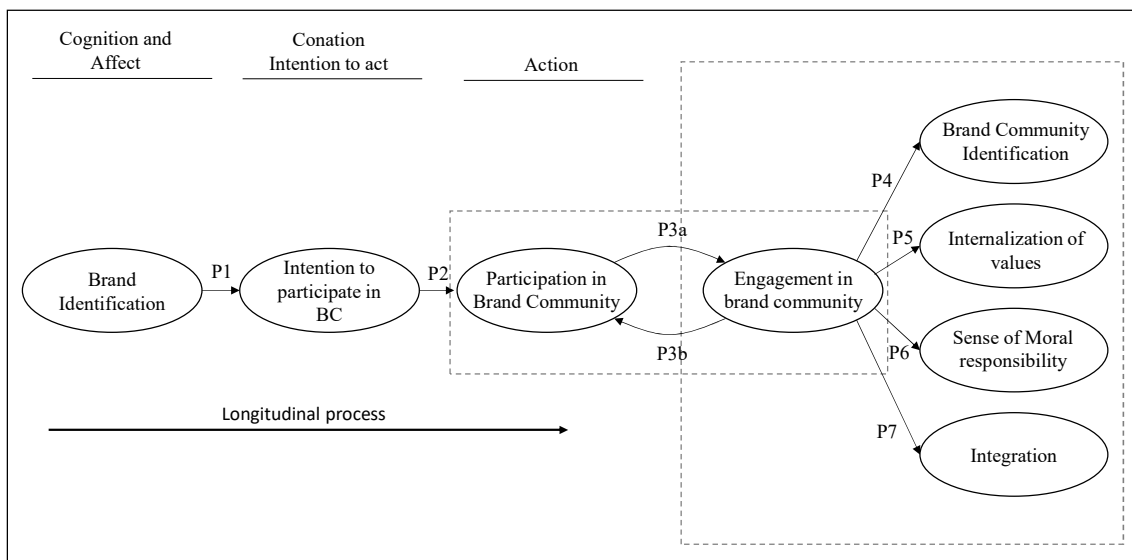 Cognition and
Affect
Conation
Intention to act
Action
Brand
Identification
P1
Intention to
participate in
BC
P2
Participation in
Brand Community
P3a
P3b
Engagement in
brand community
P4
Brand Community
Identification
P5
Internalization of
values
P6
Sense of Moral
responsibility
P7
Integration
Longitudinal process